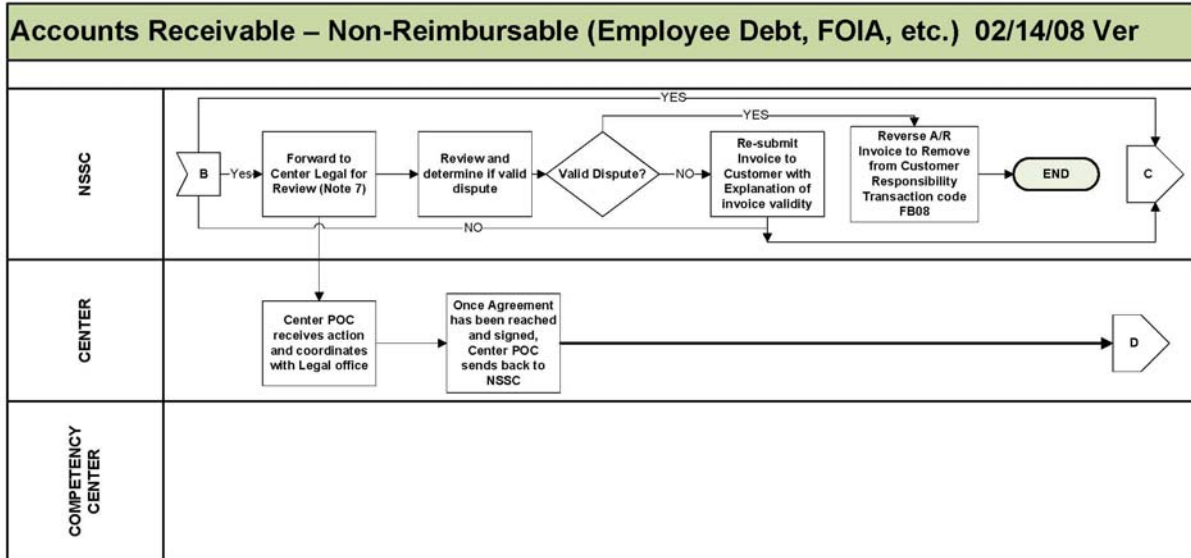 Accounts Receivable – Non-Reimbursable (Employee Debt, FOIA, etc.) 02/14/08 Ver
NSSC
YES
YES
B
Yes
Forward to
Center Legal for
Review (Note 7)
Review and
determine if valid
dispute
Valid Dispute?
NO
Re-submit
Invoice to
Customer with
Explanation of
invoice validity
Reverse A/R
Invoice to Remove
from Customer
Responsibility
Transaction code
FB08
END
C
NO
CENTER
Center POC
receives action
and coordinates
with Legal office
Once Agreement
has been reached
and signed,
Center POC
sends back to
NSSC
D
COMPETENCY
CENTER